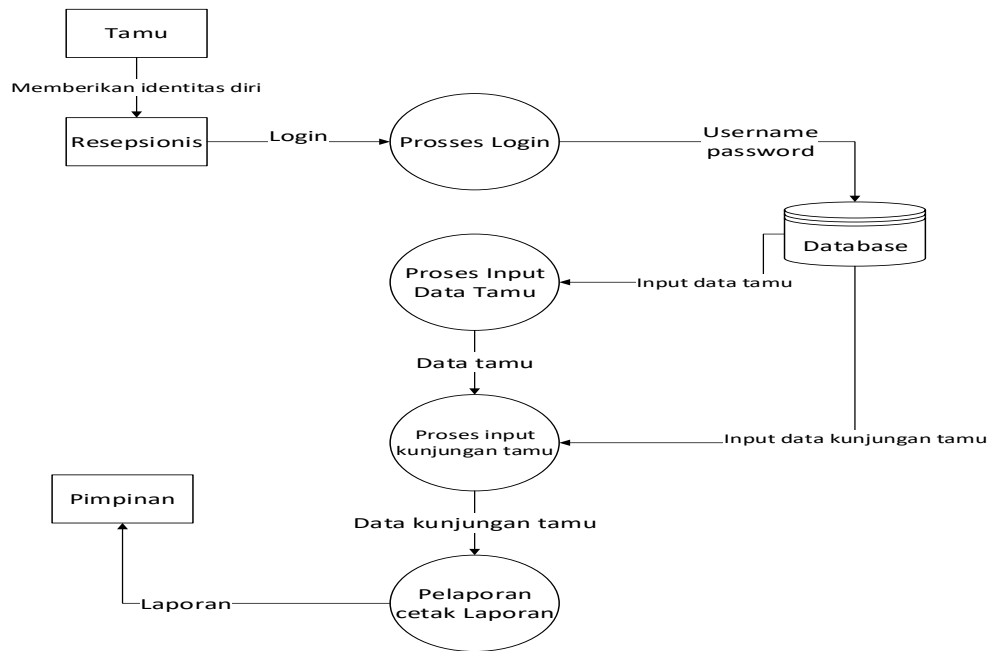 Tamu
Memberikan identitas diri
Resepsionis
Login
Prosses Login
Username
password
Database
Proses Input
Data Tamu
Input data tamu
Data tamu
Proses input
kunjungan tamu
Input data kunjungan tamu
Pimpinan
Data kunjungan tamu
Pelaporan
cetak Laporan
Laporan